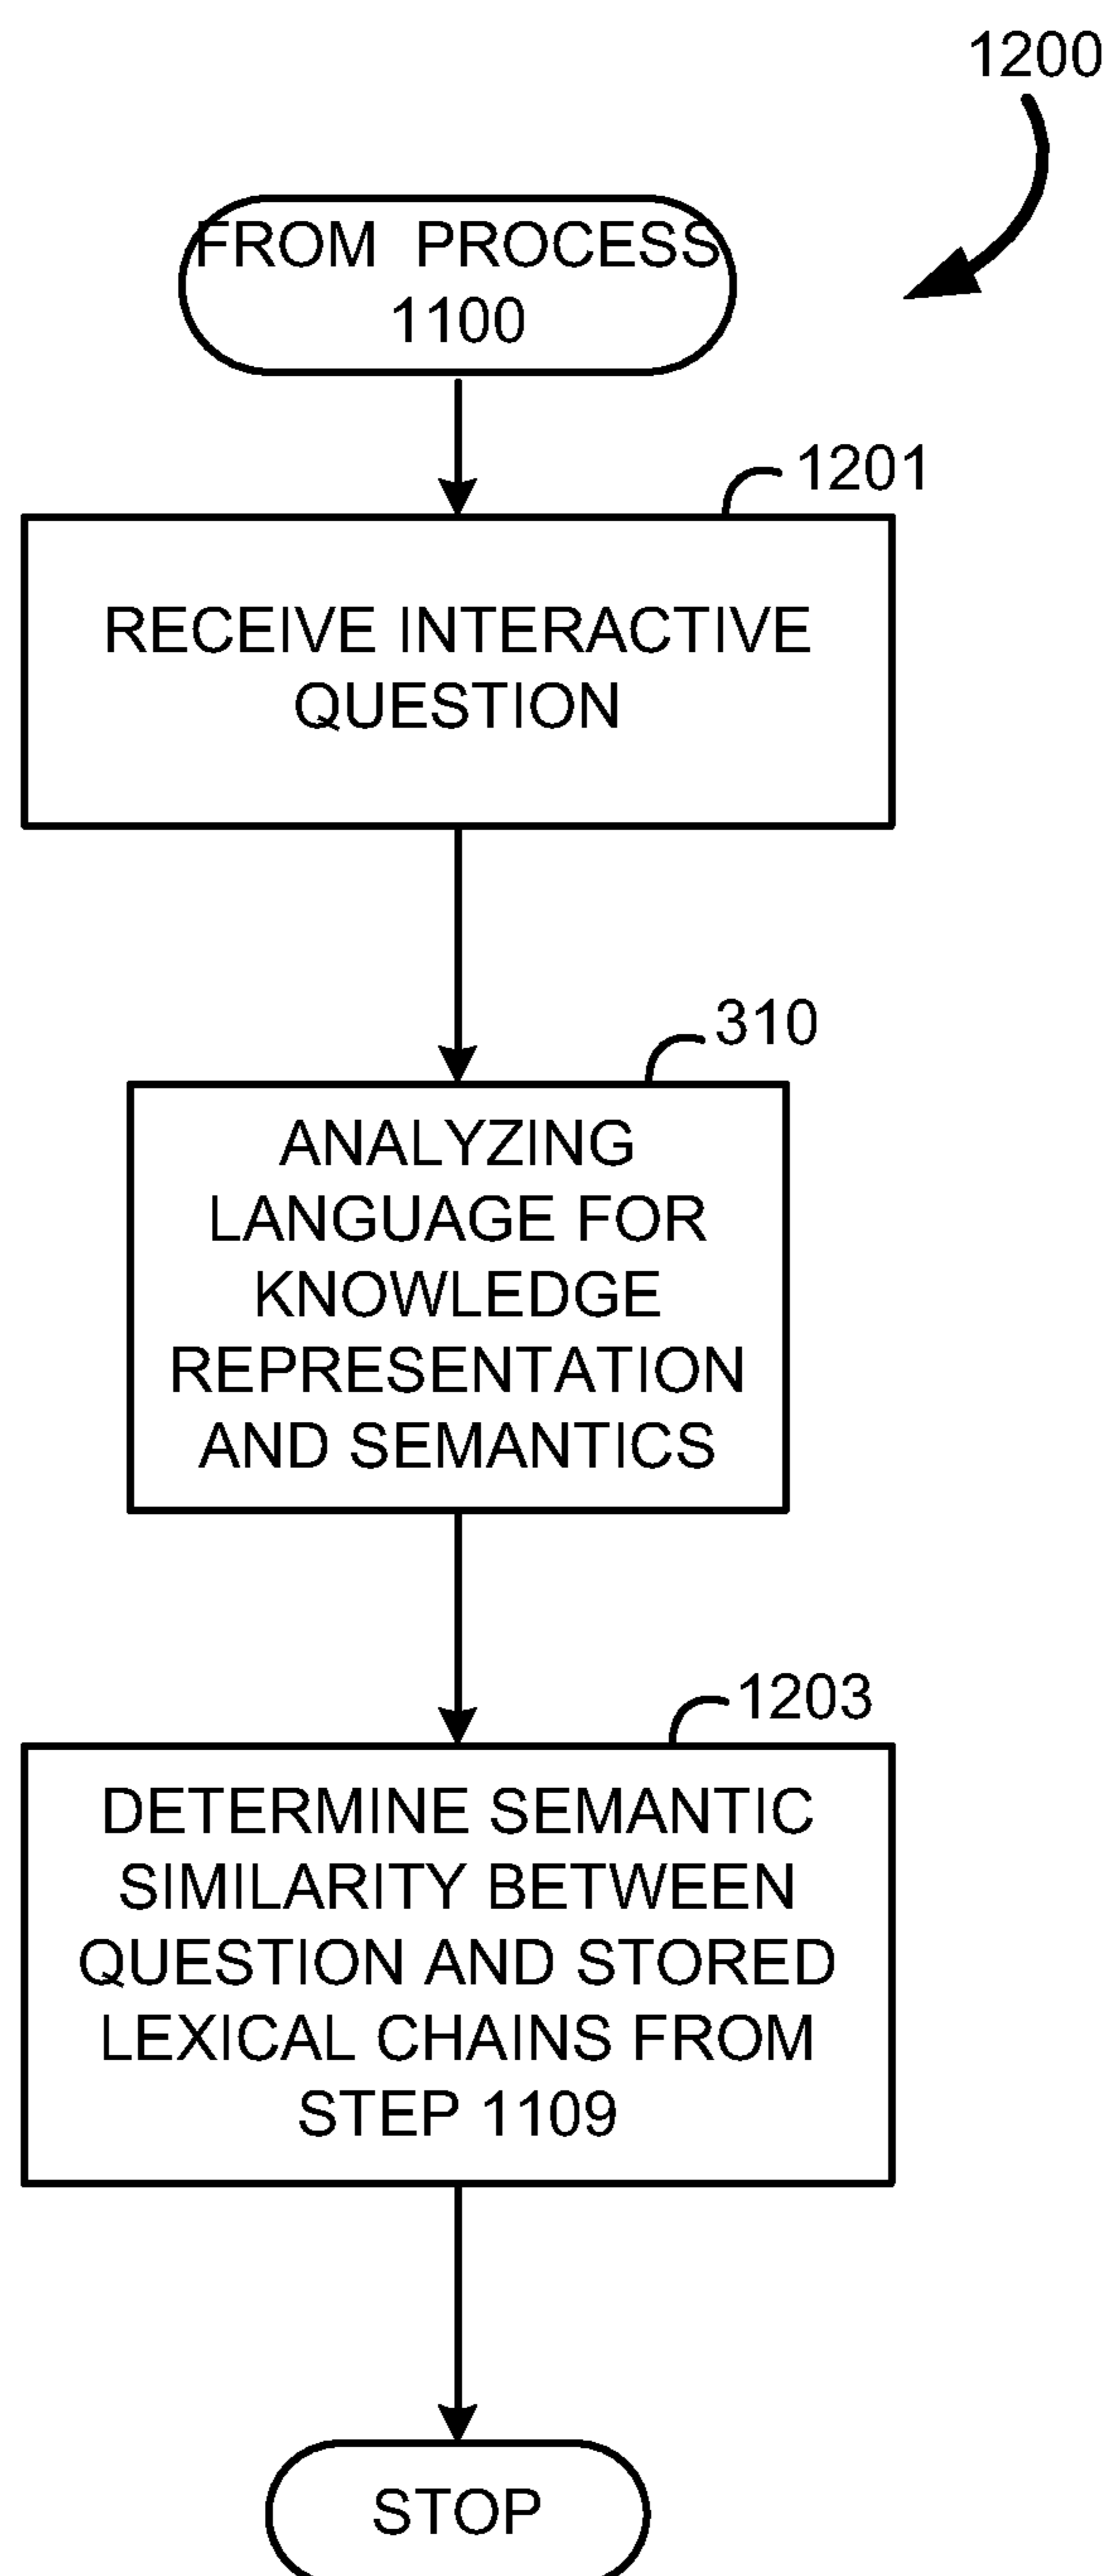 1200
FROM PROCESS
1100
1201
RECEIVE INTERACTIVE
QUESTION
310
ANALYZING
LANGUAGE FOR
KNOWLEDGE
REPRESENTATION
AND SEMANTICS
1203
DETERMINE SEMANTIC
SIMILARITY BETWEEN
QUESTION AND STORED
LEXICAL CHAINS FROM
STEP 1109
STOP